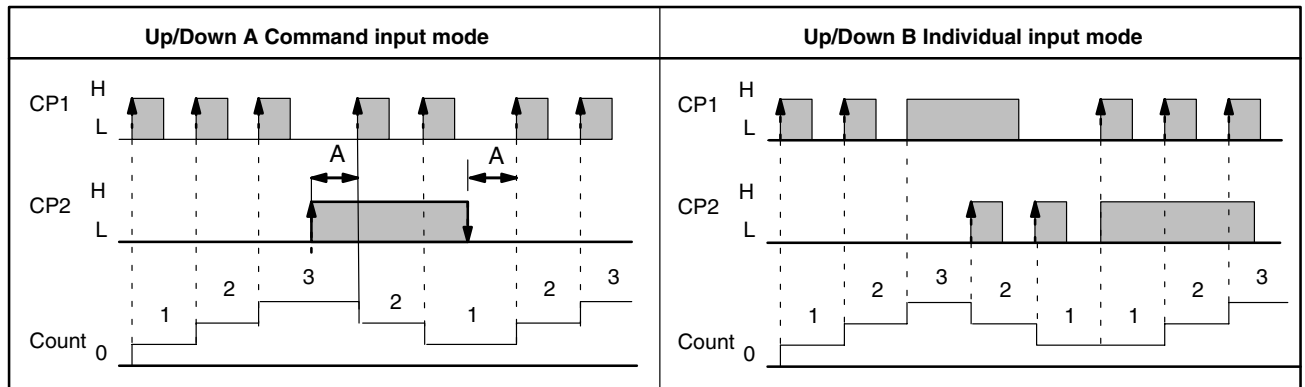 Up/Down A Command input mode
CP1 H
L
A A
CP2 H
L
1 2 3 2 1 2 3
Count 0
Up/Down B Individual input mode
CP1 H
L
CP2 H
L
1 2 3 2 1 1 2 3
Count 0